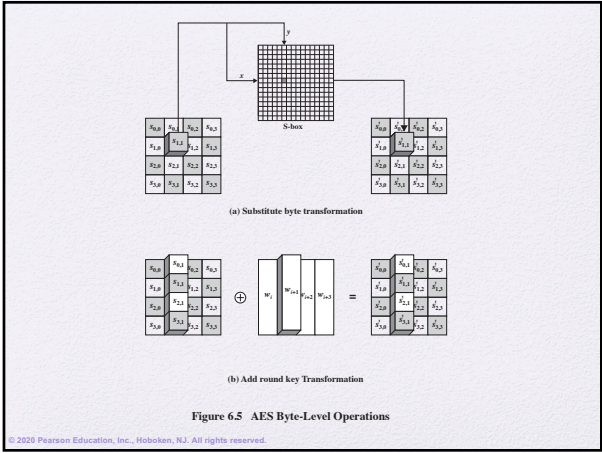 y
x
S-box
s0,0 s0,1 s0,2 s0,3
s1,0 s1,1 s1,2 s1,3
s2,0 s2,1 s2,2 s2,3
s3,0 s3,1 s3,2 s3,3
s'0,0 s'0,1 s'0,2 s'0,3
s'1,0 s'1,1 s'1,2 s'1,3
s'2,0 s'2,1 s'2,2 s'2,3
s'3,0 s'3,1 s'3,2 s'3,3
(a) Substitute byte transformation
s0,0 s0,1 s0,2 s0,3
s1,0 s1,1 s1,2 s1,3
s2,0 s2,1 s2,2 s2,3
s3,0 s3,1 s3,2 s3,3
⊕
wi wi+1 wi+2 wi+3
=
s'0,0 s'0,1 s'0,2 s'0,3
s'1,0 s'1,1 s'1,2 s'1,3
s'2,0 s'2,1 s'2,2 s'2,3
s'3,0 s'3,1 s'3,2 s'3,3
(b) Add round key Transformation
Figure 6.5 AES Byte-Level Operations
© 2020 Pearson Education, Inc., Hoboken, NJ. All rights reserved.